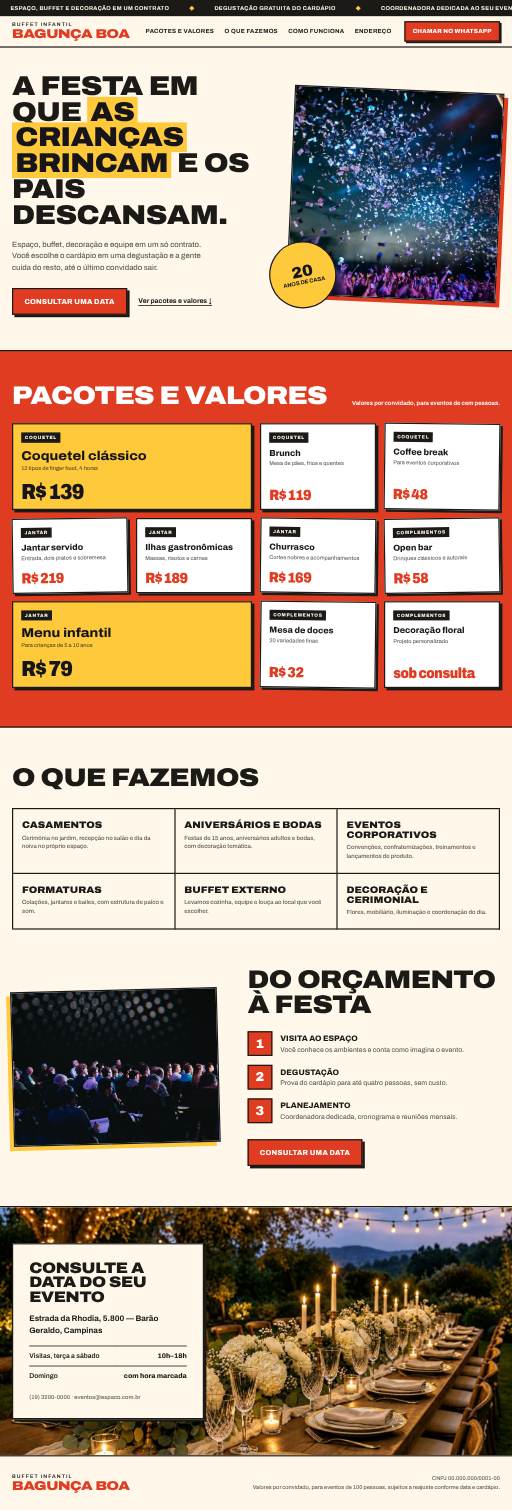 ESPAÇO, BUFFET E DECORAÇÃO EM UM CONTRATO ◆ DEGUSTAÇÃO GRATUITA DO CARDÁPIO ◆ COORDENADORA DEDICADA AO SEU EVEN
BUFFET INFANTIL
BAGUNÇA BOA
PACOTES E VALORES O QUE FAZEMOS COMO FUNCIONA ENDEREÇO CHAMAR NO WHATSAPP
A FESTA EM
QUE AS
CRIANÇAS
BRINCAM E OS
PAIS
DESCANSAM.
Espaço, buffet, decoração e equipe em um só contrato.
Você escolhe o cardápio em uma degustação e a gente
cuida do resto, até o último convidado sair.
CONSULTAR UMA DATA
Ver pacotes e valores ↓
20
ANOS DE CASA
PACOTES E VALORES
Valores por convidado, para eventos de cem pessoas.
COQUETEL
Coquetel clássico
12 tipos de finger food, 4 horas
R$ 139
COQUETEL
Brunch
Mesa de pães, frios e quentes
R$ 119
COQUETEL
Coffee break
Para eventos corporativos
R$ 48
JANTAR
Jantar servido
Entrada, dois pratos e sobremesa
R$ 219
JANTAR
Ilhas gastronômicas
Massas, risotos e carnes
R$ 189
JANTAR
Churrasco
Cortes nobres e acompanhamentos
R$ 169
COMPLEMENTOS
Open bar
Drinques clássicos e autorais
R$ 58
JANTAR
Menu infantil
Para crianças de 5 a 10 anos
R$ 79
COMPLEMENTOS
Mesa de doces
20 variedades finas
R$ 32
COMPLEMENTOS
Decoração floral
Projeto personalizado
sob consulta
O QUE FAZEMOS
CASAMENTOS
Cerimônia no jardim, recepção no salão e dia da
noiva no próprio espaço.
ANIVERSÁRIOS E BODAS
Festas de 15 anos, aniversários adultos e bodas,
com decoração temática.
EVENTOS
CORPORATIVOS
Convenções, confraternizações, treinamentos e
lançamentos de produto.
FORMATURAS
Colações, jantares e bailes, com estrutura de palco e
som.
BUFFET EXTERNO
Levamos cozinha, equipe e louça ao local que você
escolher.
DECORAÇÃO E
CERIMONIAL
Flores, mobiliário, iluminação e coordenação do dia.
DO ORÇAMENTO
À FESTA
1
VISITA AO ESPAÇO
Você conhece os ambientes e conta como imagina o evento.
2
DEGUSTAÇÃO
Prova do cardápio para até quatro pessoas, sem custo.
3
PLANEJAMENTO
Coordenadora dedicada, cronograma e reuniões mensais.
CONSULTAR UMA DATA
CONSULTE A
DATA DO SEU
EVENTO
Estrada da Rhodia, 5.800 — Barão
Geraldo, Campinas
Visitas, terça a sábado 10h–18h
Domingo com hora marcada
(19) 3200-0000 · eventos@espaco.com.br
BUFFET INFANTIL
BAGUNÇA BOA
CNPJ 00.000.000/0001-00
Valores por convidado, para eventos de 100 pessoas, sujeitos a reajuste conforme data e cardápio.